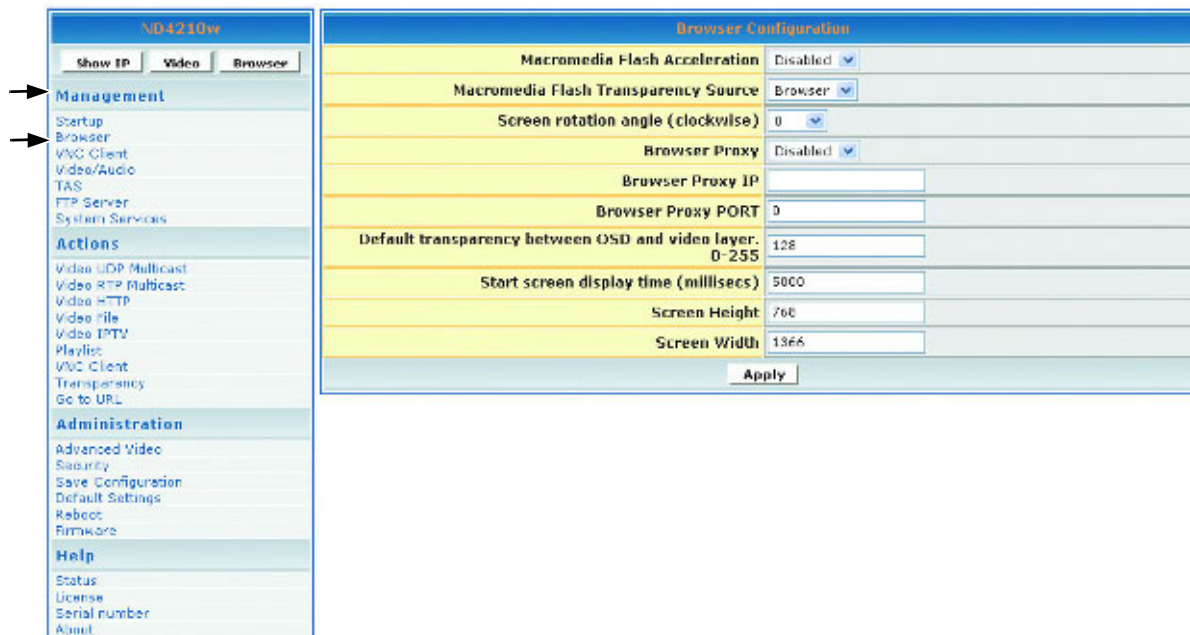 ND4210w
Show IP Video Browser
Management
Startup
Browser
VNC Client
Video/Audio
TAS
FTP Server
System Services
Actions
Video UDP Multicast
Video RTP Multicast
Video HTTP
Video File
Video IPTV
Playlist
VNC Client
Transparency
Go to URL
Administration
Advanced Video
Security
Save Configuration
Default Settings
Reboot
Firmware
Help
Status
License
Serial number
About
Browser Configuration
Macromedia Flash Acceleration Disabled
Macromedia Flash Transparency Source Browser
Screen rotation angle (clockwise) 0
Browser Proxy Disabled
Browser Proxy IP
Browser Proxy PORT 0
Default transparency between OSD and video layer.
0-255 128
Start screen display time (millisecs) 5000
Screen Height 768
Screen Width 1366
Apply